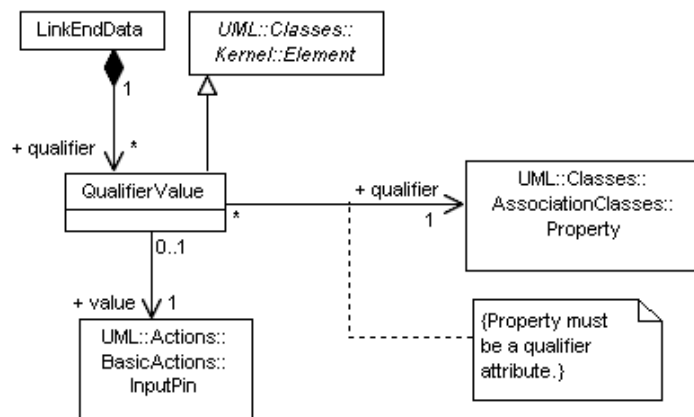 LinkEndData
UML::Classes::
Kernel::Element
1
+ qualifier
*
QualifierValue
+ qualifier
*
1
UML::Classes::
AssociationClasses::
Property
0..1
+ value
1
UML::Actions::
BasicActions::
InputPin
{Property must
be a qualifier
attribute.}